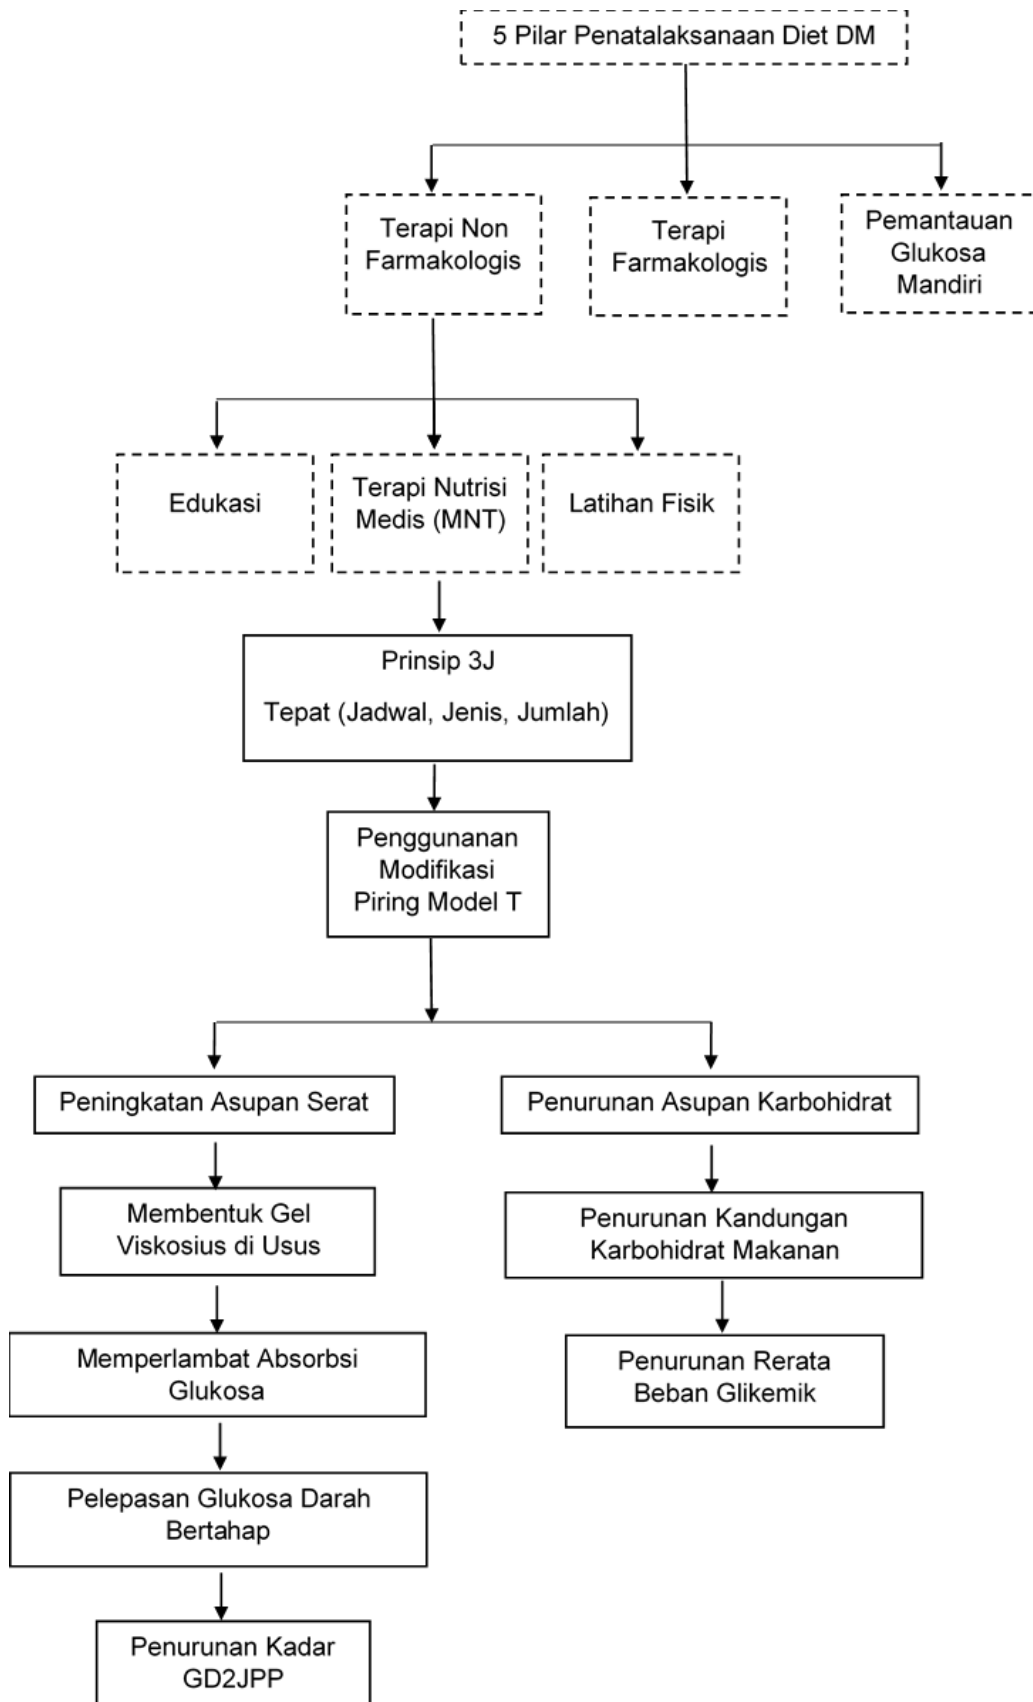 5 Pilar Penatalaksanaan Diet DM
Terapi Non
Farmakologis
Terapi
Farmakologis
Pemantauan
Glukosa
Mandiri
Edukasi
Terapi Nutrisi
Medis (MNT)
Latihan Fisik
Prinsip 3J
Tepat (Jadwal, Jenis, Jumlah)
Penggunanan
Modifikasi
Piring Model T
Peningkatan Asupan Serat
Penurunan Asupan Karbohidrat
Membentuk Gel
Viskosius di Usus
Penurunan Kandungan
Karbohidrat Makanan
Memperlambat Absorbsi
Glukosa
Penurunan Rerata
Beban Glikemik
Pelepasan Glukosa Darah
Bertahap
Penurunan Kadar
GD2JPP